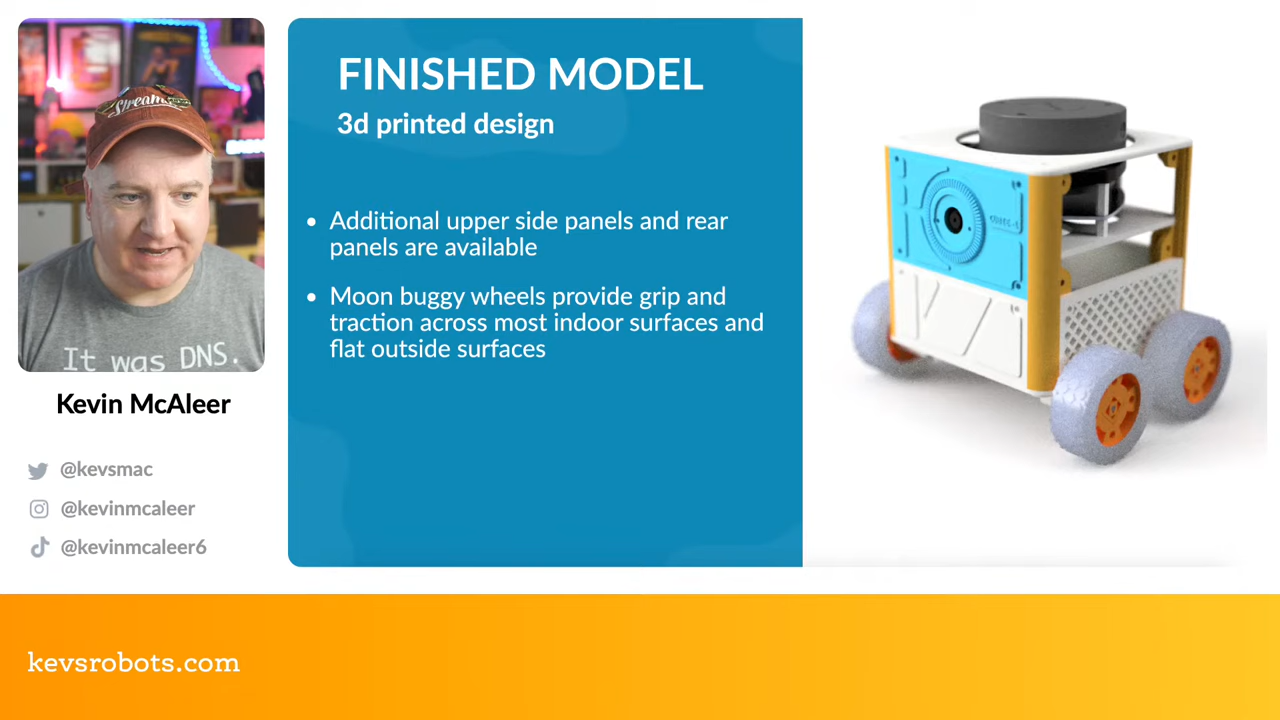 Stream
It was DNS.
Kevin McAleer
@kevsmac
@kevinmcaleer
@kevinmcaleer6
FINISHED MODEL
3d printed design
• Additional upper side panels and rear
panels are available
• Moon buggy wheels provide grip and
traction across most indoor surfaces and
flat outside surfaces
kevsrobots.com